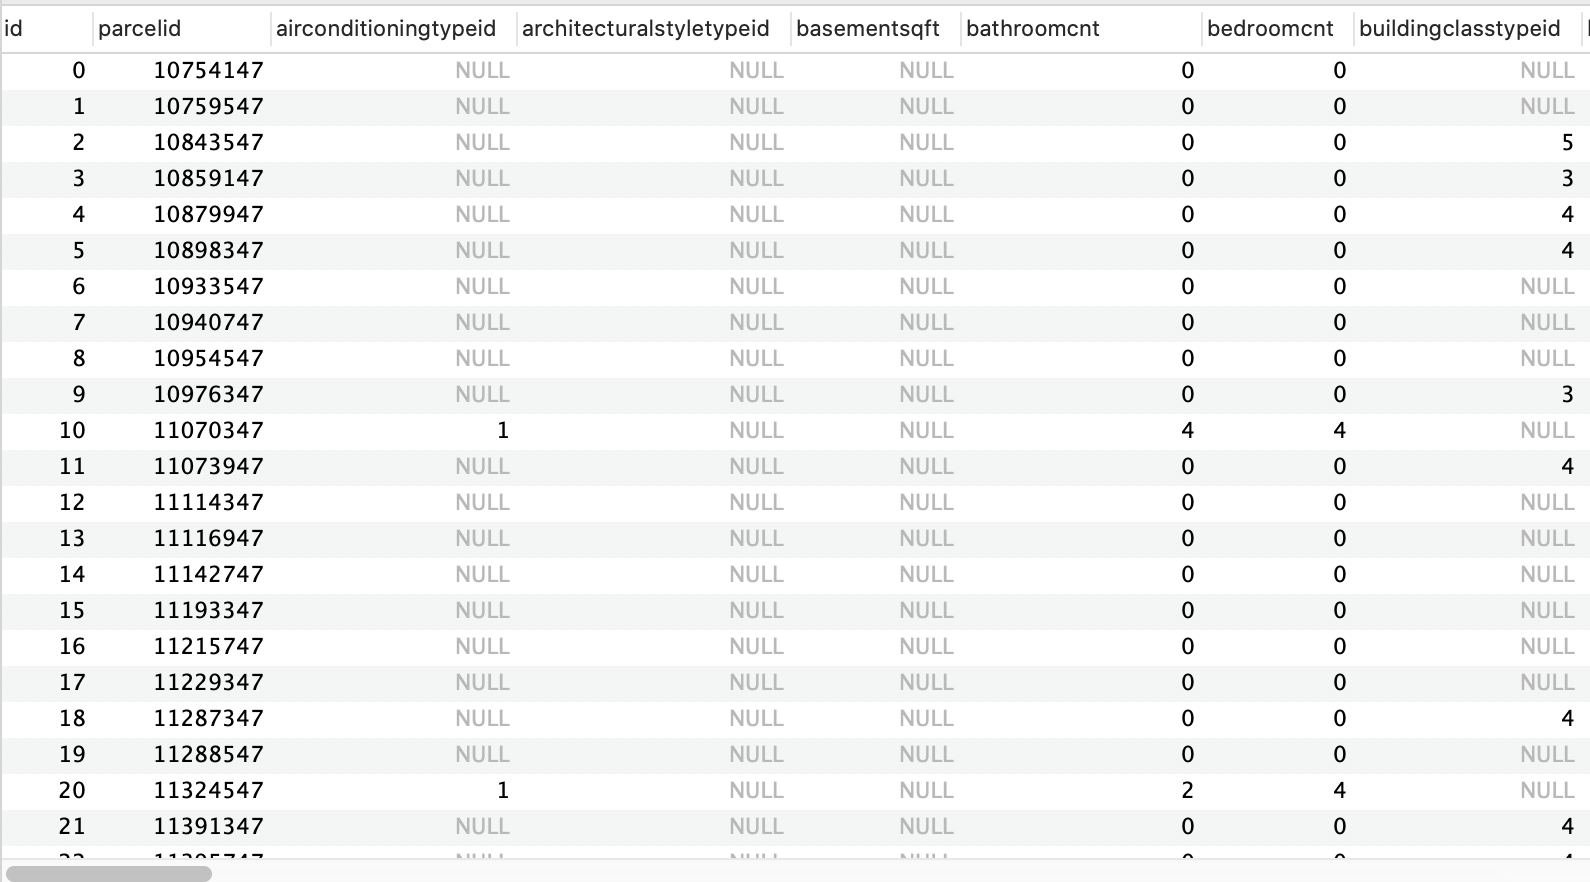 id parcelid airconditioningtypeid architecturalstyletypeid basementsqft bathroomcnt bedroomcnt buildingclasstypeid
0 10754147 NULL NULL NULL 0 0 NULL
1 10759547 NULL NULL NULL 0 0 NULL
2 10843547 NULL NULL NULL 0 0 5
3 10859147 NULL NULL NULL 0 0 3
4 10879947 NULL NULL NULL 0 0 4
5 10898347 NULL NULL NULL 0 0 4
6 10933547 NULL NULL NULL 0 0 NULL
7 10940747 NULL NULL NULL 0 0 NULL
8 10954547 NULL NULL NULL 0 0 NULL
9 10976347 NULL NULL NULL 0 0 3
10 11070347 1 NULL NULL 4 4 NULL
11 11073947 NULL NULL NULL 0 0 4
12 11114347 NULL NULL NULL 0 0 NULL
13 11116947 NULL NULL NULL 0 0 NULL
14 11142747 NULL NULL NULL 0 0 NULL
15 11193347 NULL NULL NULL 0 0 NULL
16 11215747 NULL NULL NULL 0 0 NULL
17 11229347 NULL NULL NULL 0 0 NULL
18 11287347 NULL NULL NULL 0 0 4
19 11288547 NULL NULL NULL 0 0 NULL
20 11324547 1 NULL NULL 2 4 NULL
21 11391347 NULL NULL NULL 0 0 4